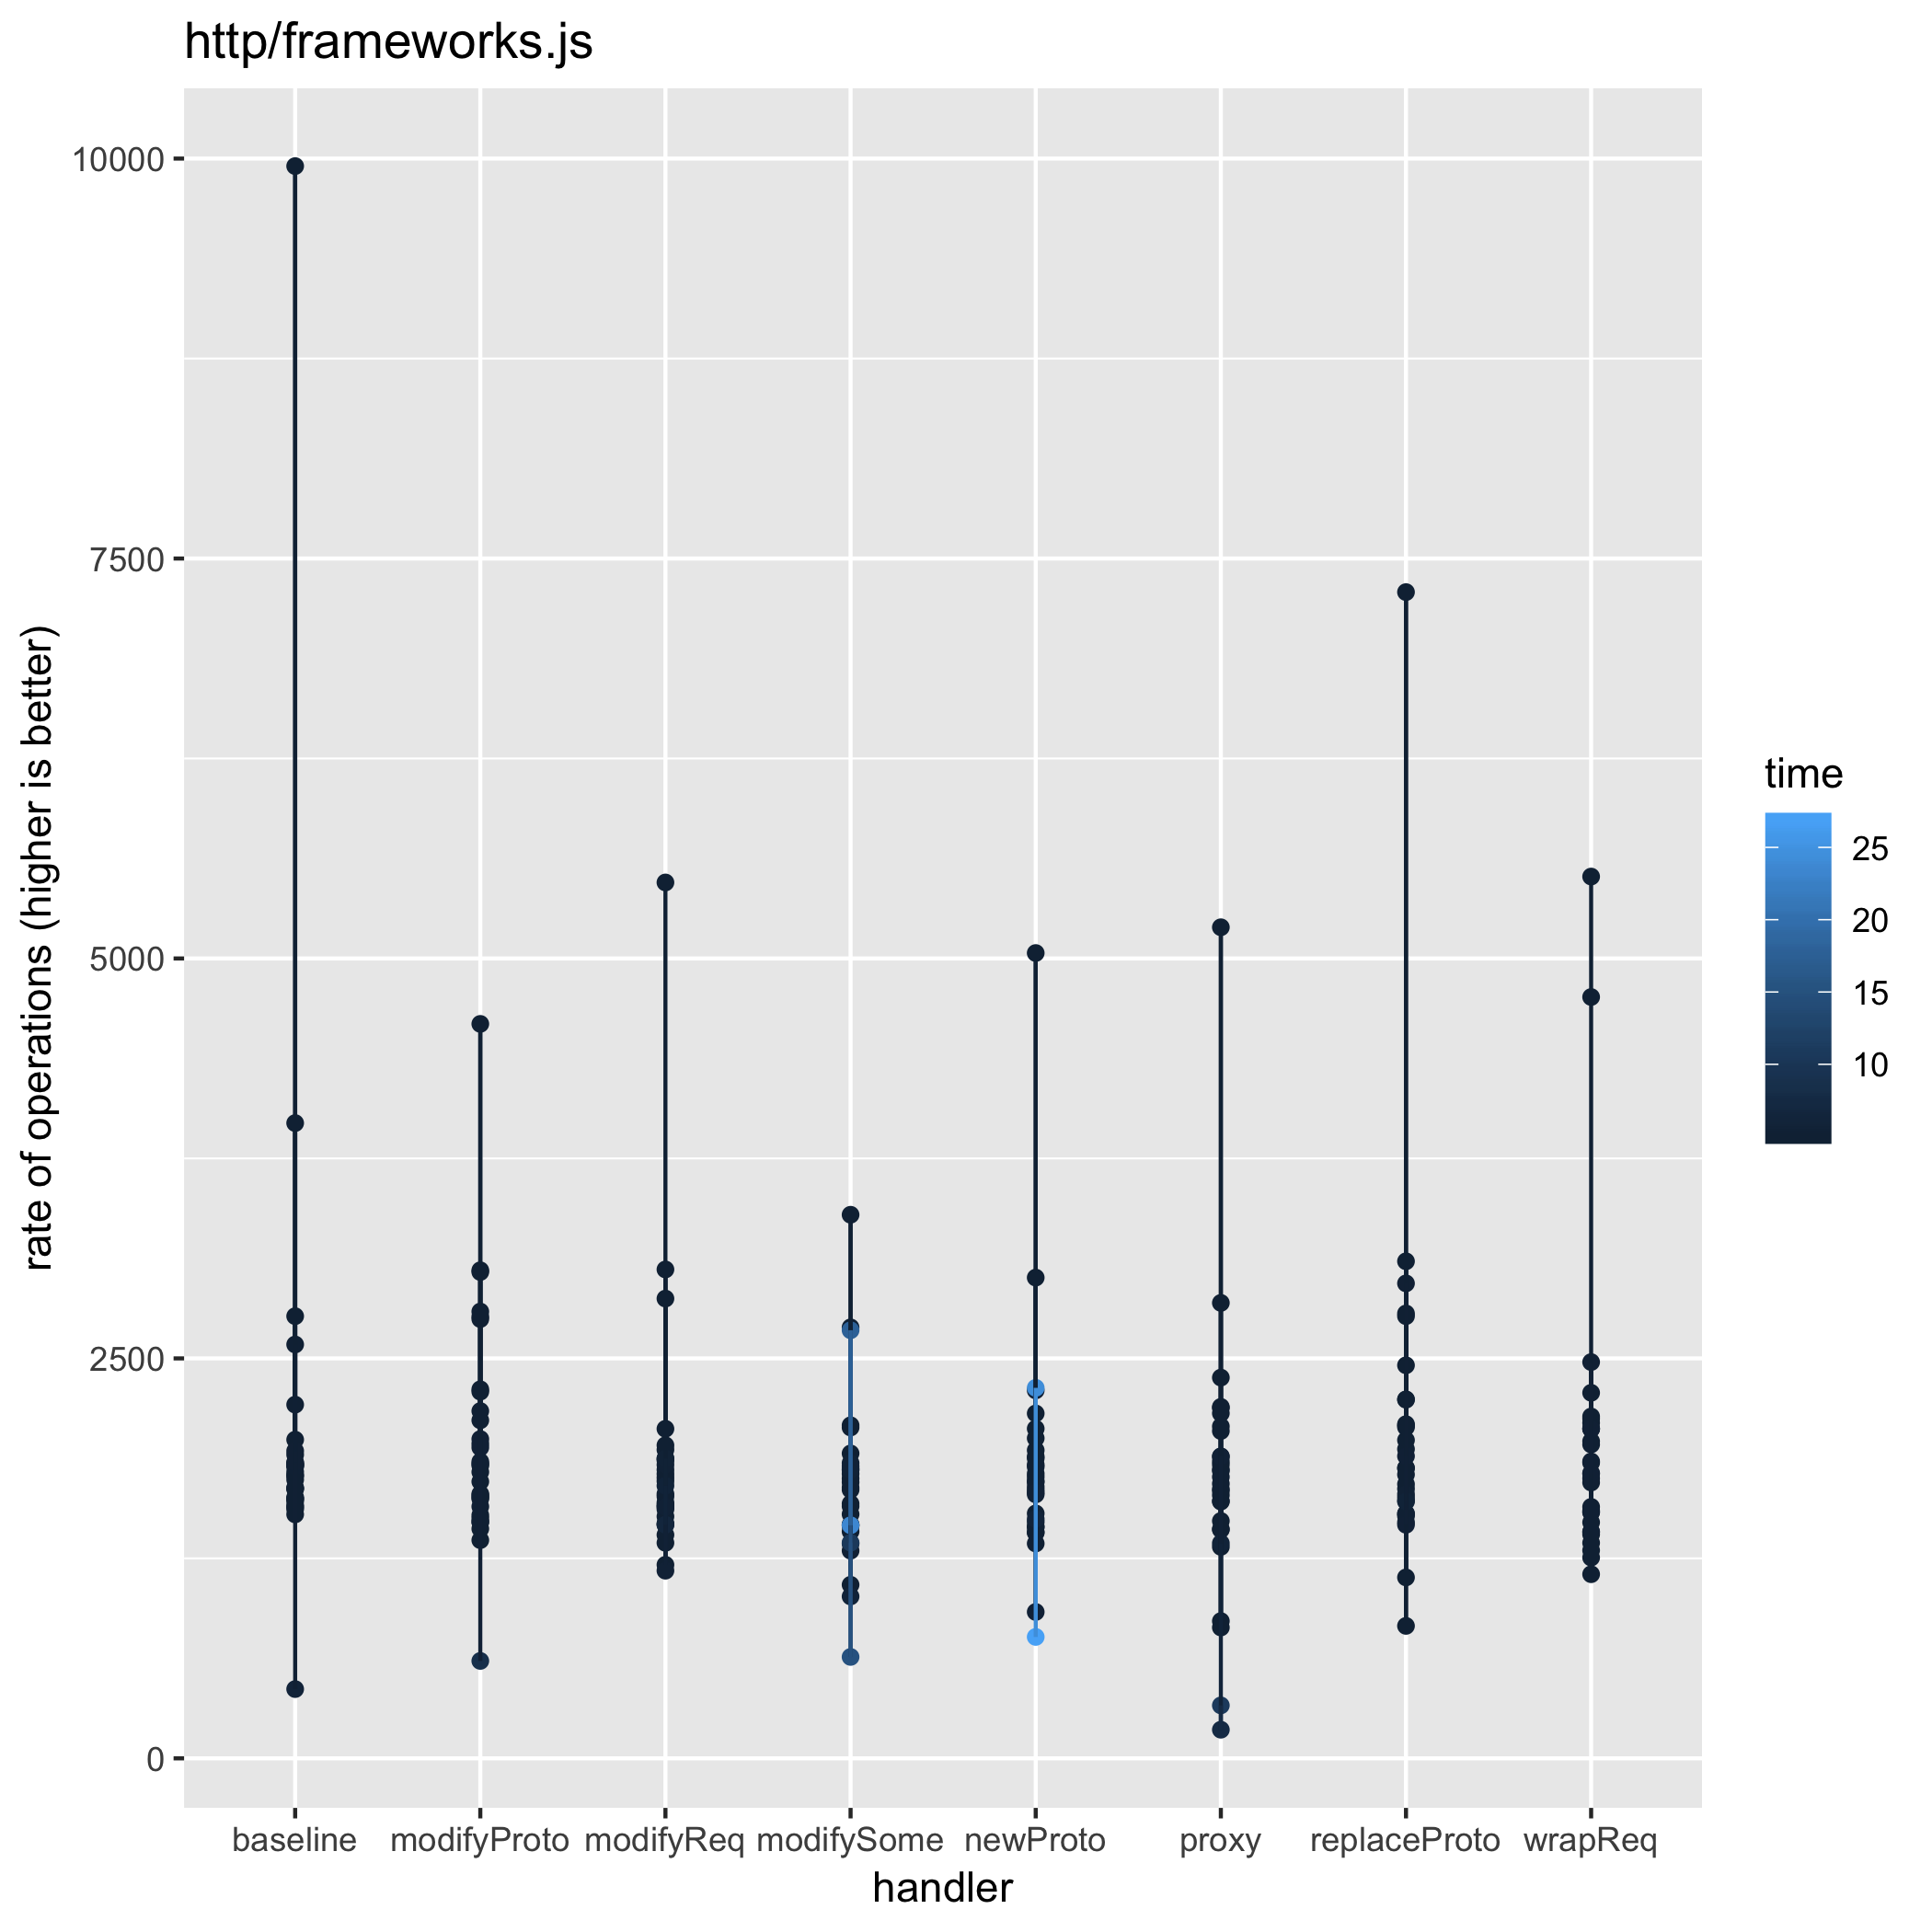 http/frameworks.js
rate of operations (higher is better)
10000
7500
5000
2500
0
baseline modifyProto modifyReq modifySome newProto proxy replaceProto wrapReq
handler
time
25
20
15
10